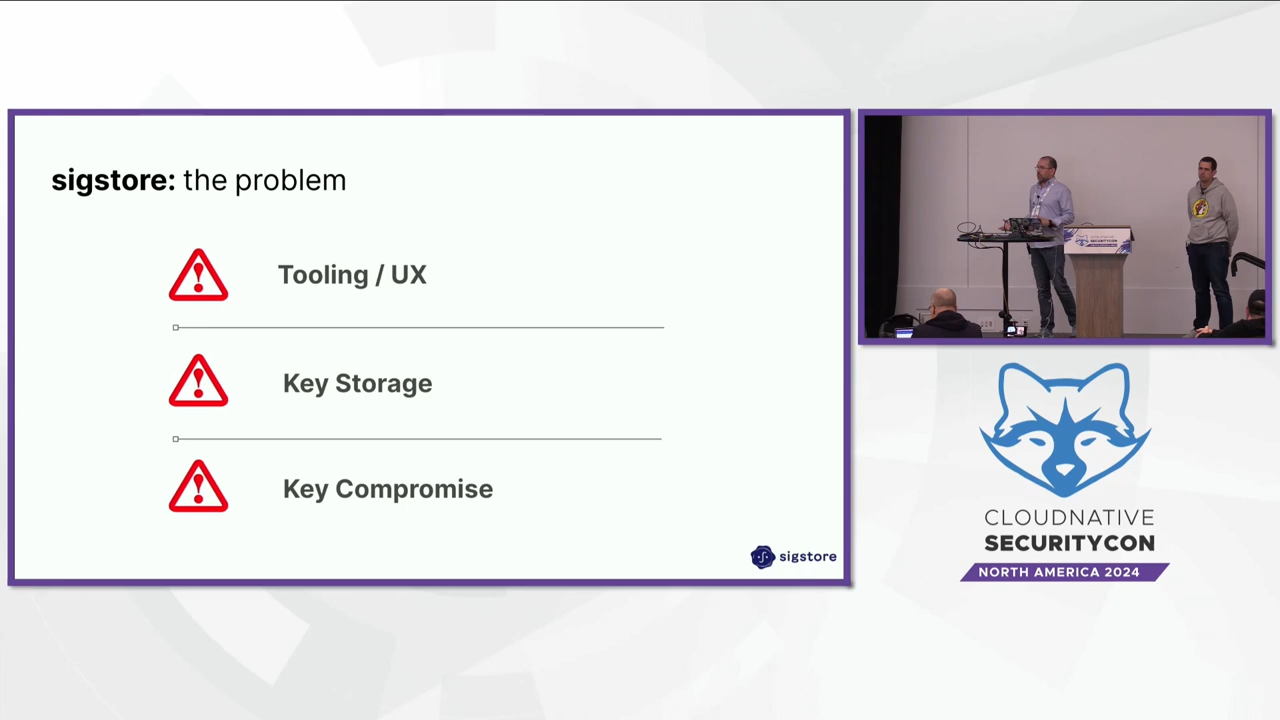 sigstore: the problem
Tooling / UX
Key Storage
Key Compromise
sigstore
CLOUDNATIVE
SECURITYCON
NORTH AMERICA 2024